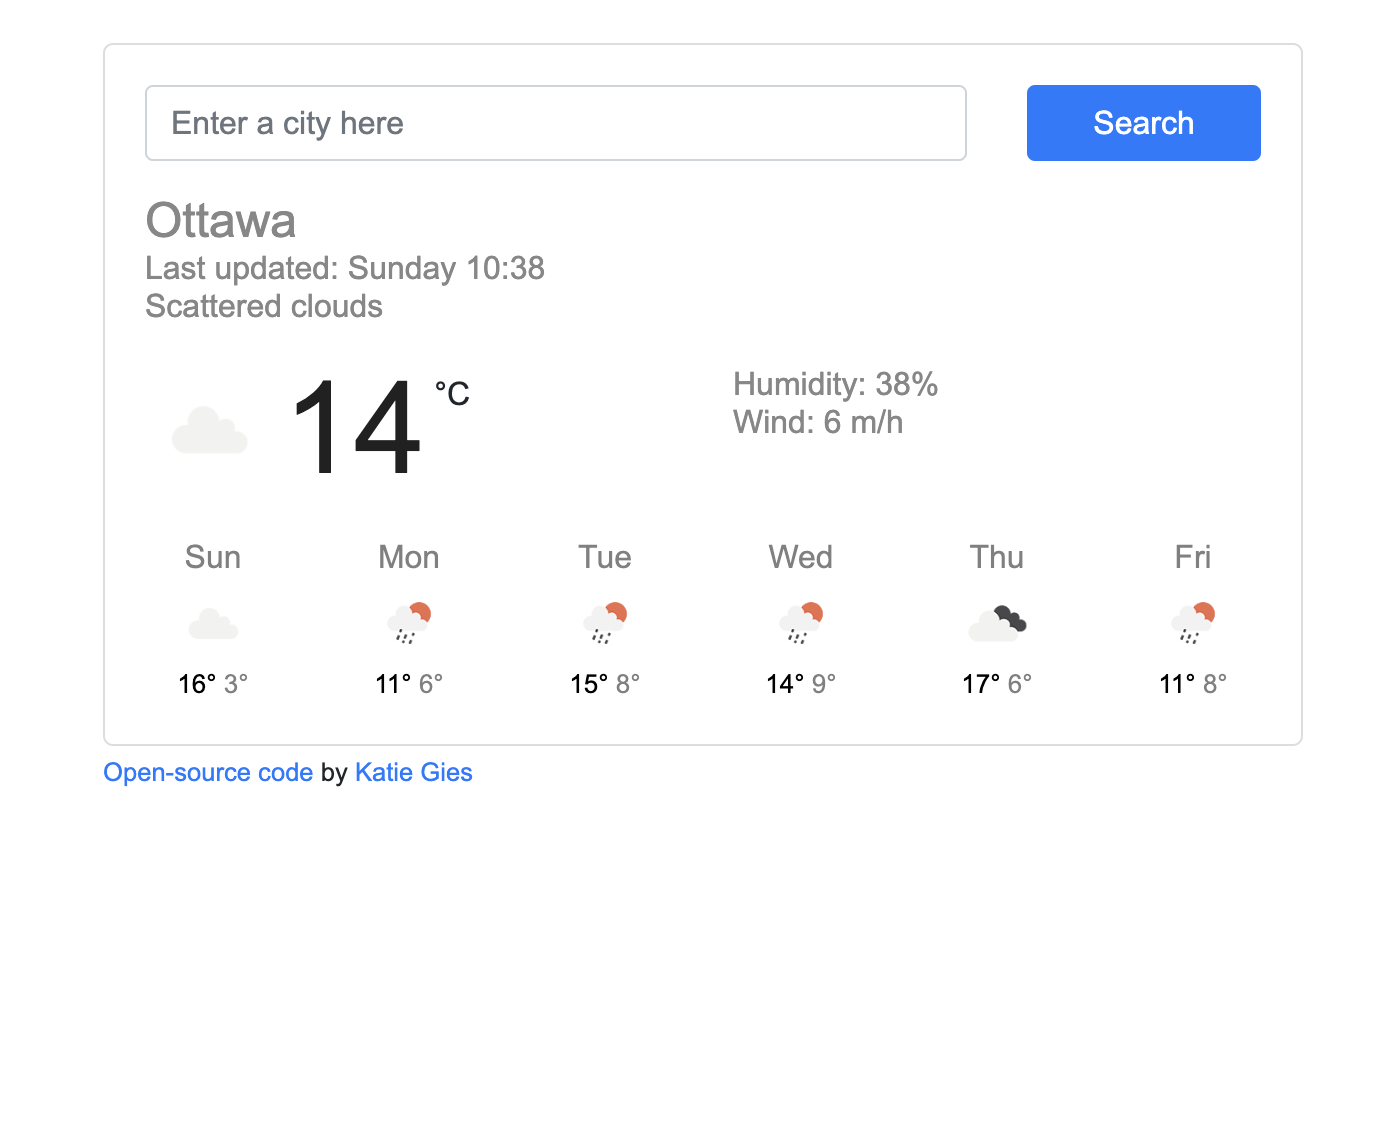 Enter a city here
Search
Ottawa
Last updated: Sunday 10:38
Scattered clouds
14 °C
Humidity: 38%
Wind: 6 m/h
Sun Mon Tue Wed Thu Fri
16° 3° 11° 6° 15° 8° 14° 9° 17° 6° 11° 8°
Open-source code by Katie Gies